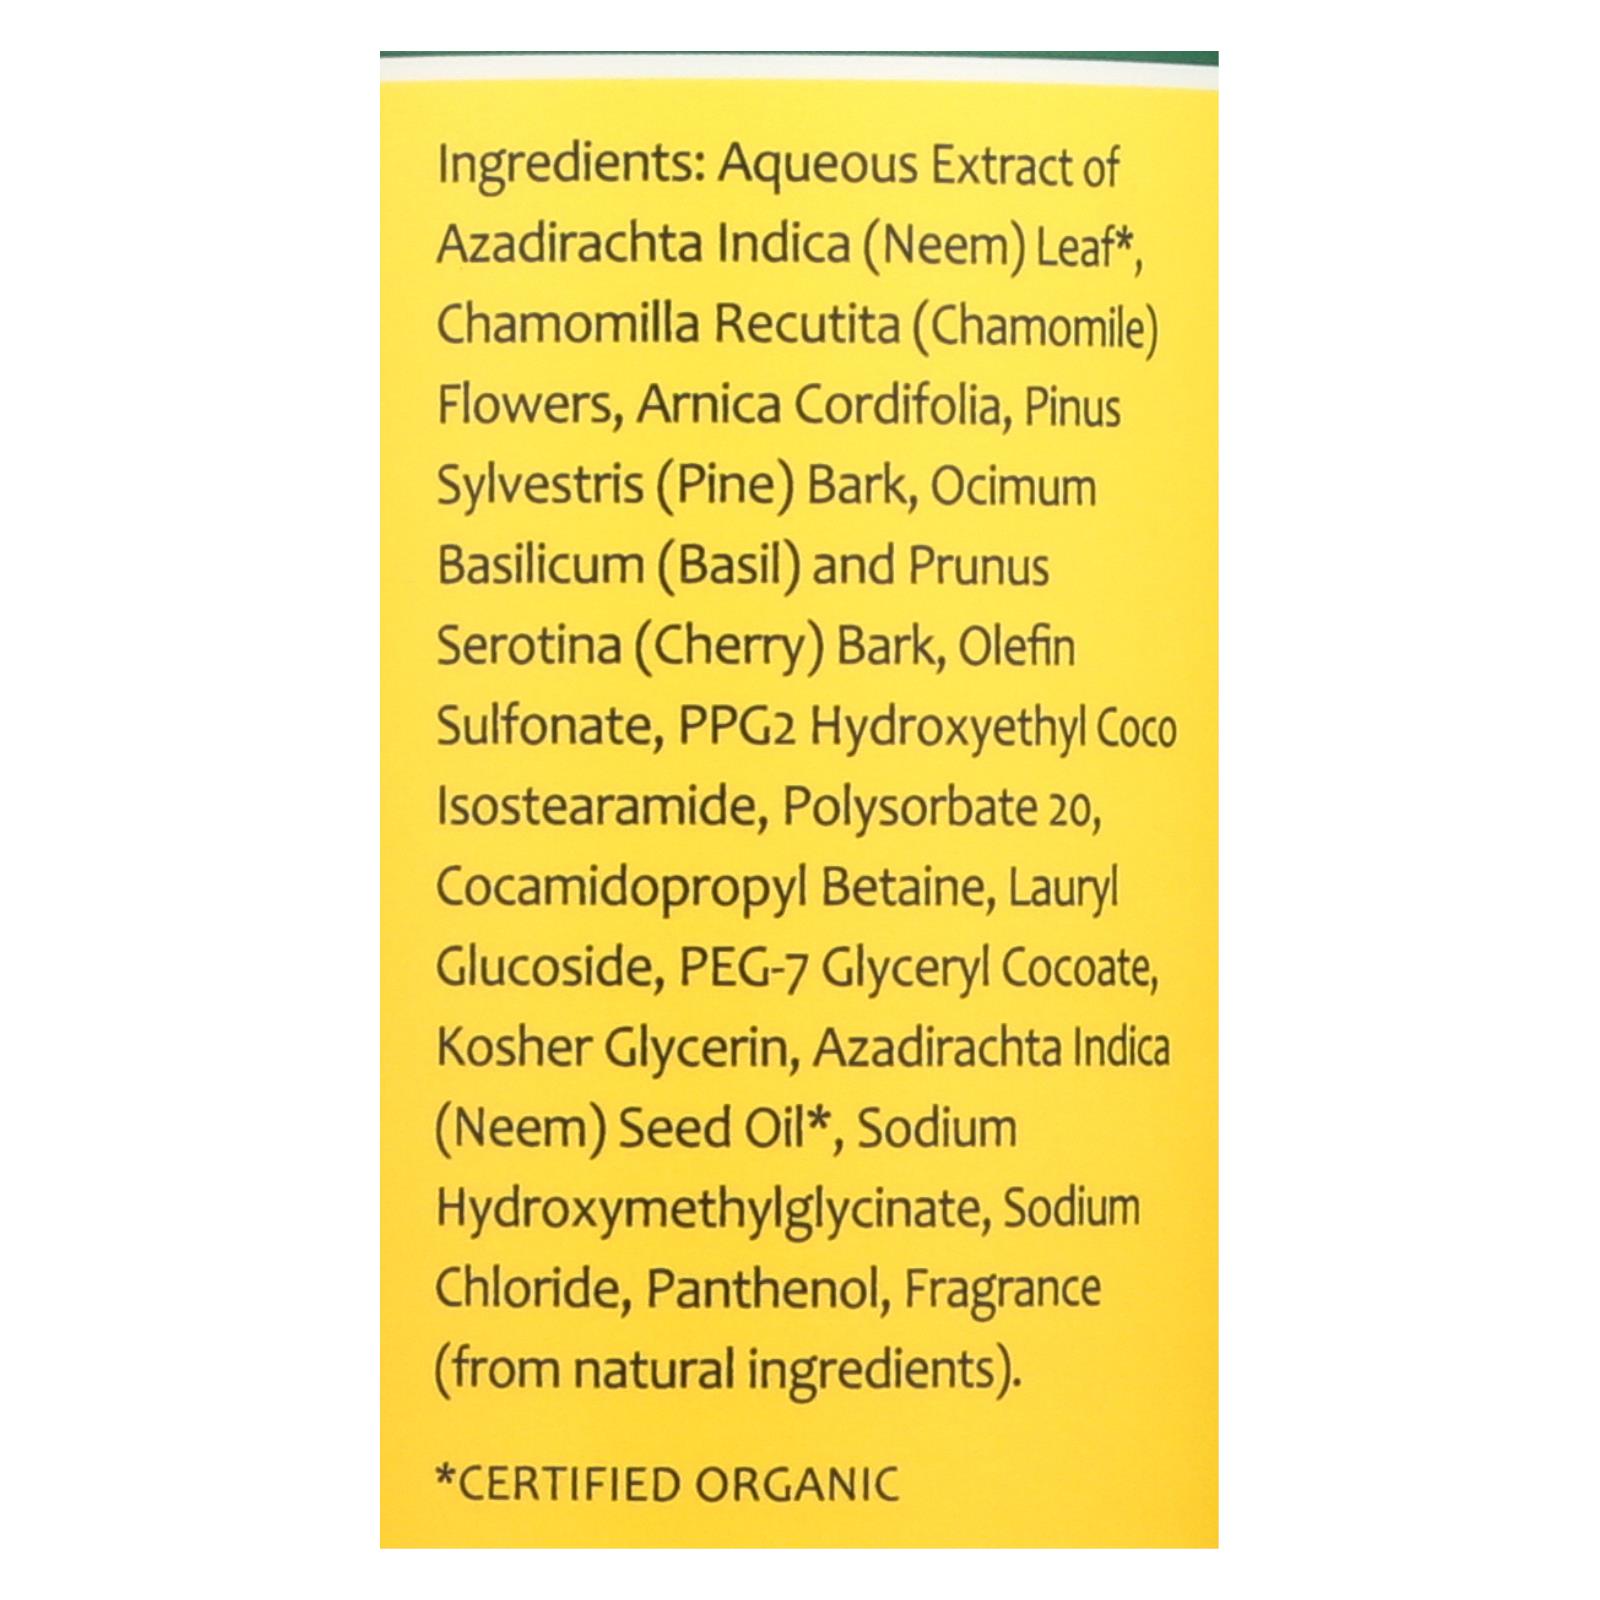 Ingredients: Aqueous Extract of
Azadirachta Indica (Neem) Leaf*,
Chamomilla Recutita (Chamomile)
Flowers, Arnica Cordifolia, Pinus
Sylvestris (Pine) Bark, Ocimum
Basilicum (Basil) and Prunus
Serotina (Cherry) Bark, Olefin
Sulfonate, PPG2 Hydroxyethyl Coco
Isostearamide, Polysorbate 20,
Cocamidopropyl Betaine, Lauryl
Glucoside, PEG-7 Glyceryl Cocoate,
Kosher Glycerin, Azadirachta Indica
(Neem) Seed Oil*, Sodium
Hydroxymethylglycinate, Sodium
Chloride, Panthenol, Fragrance
(from natural ingredients).
*CERTIFIED ORGANIC